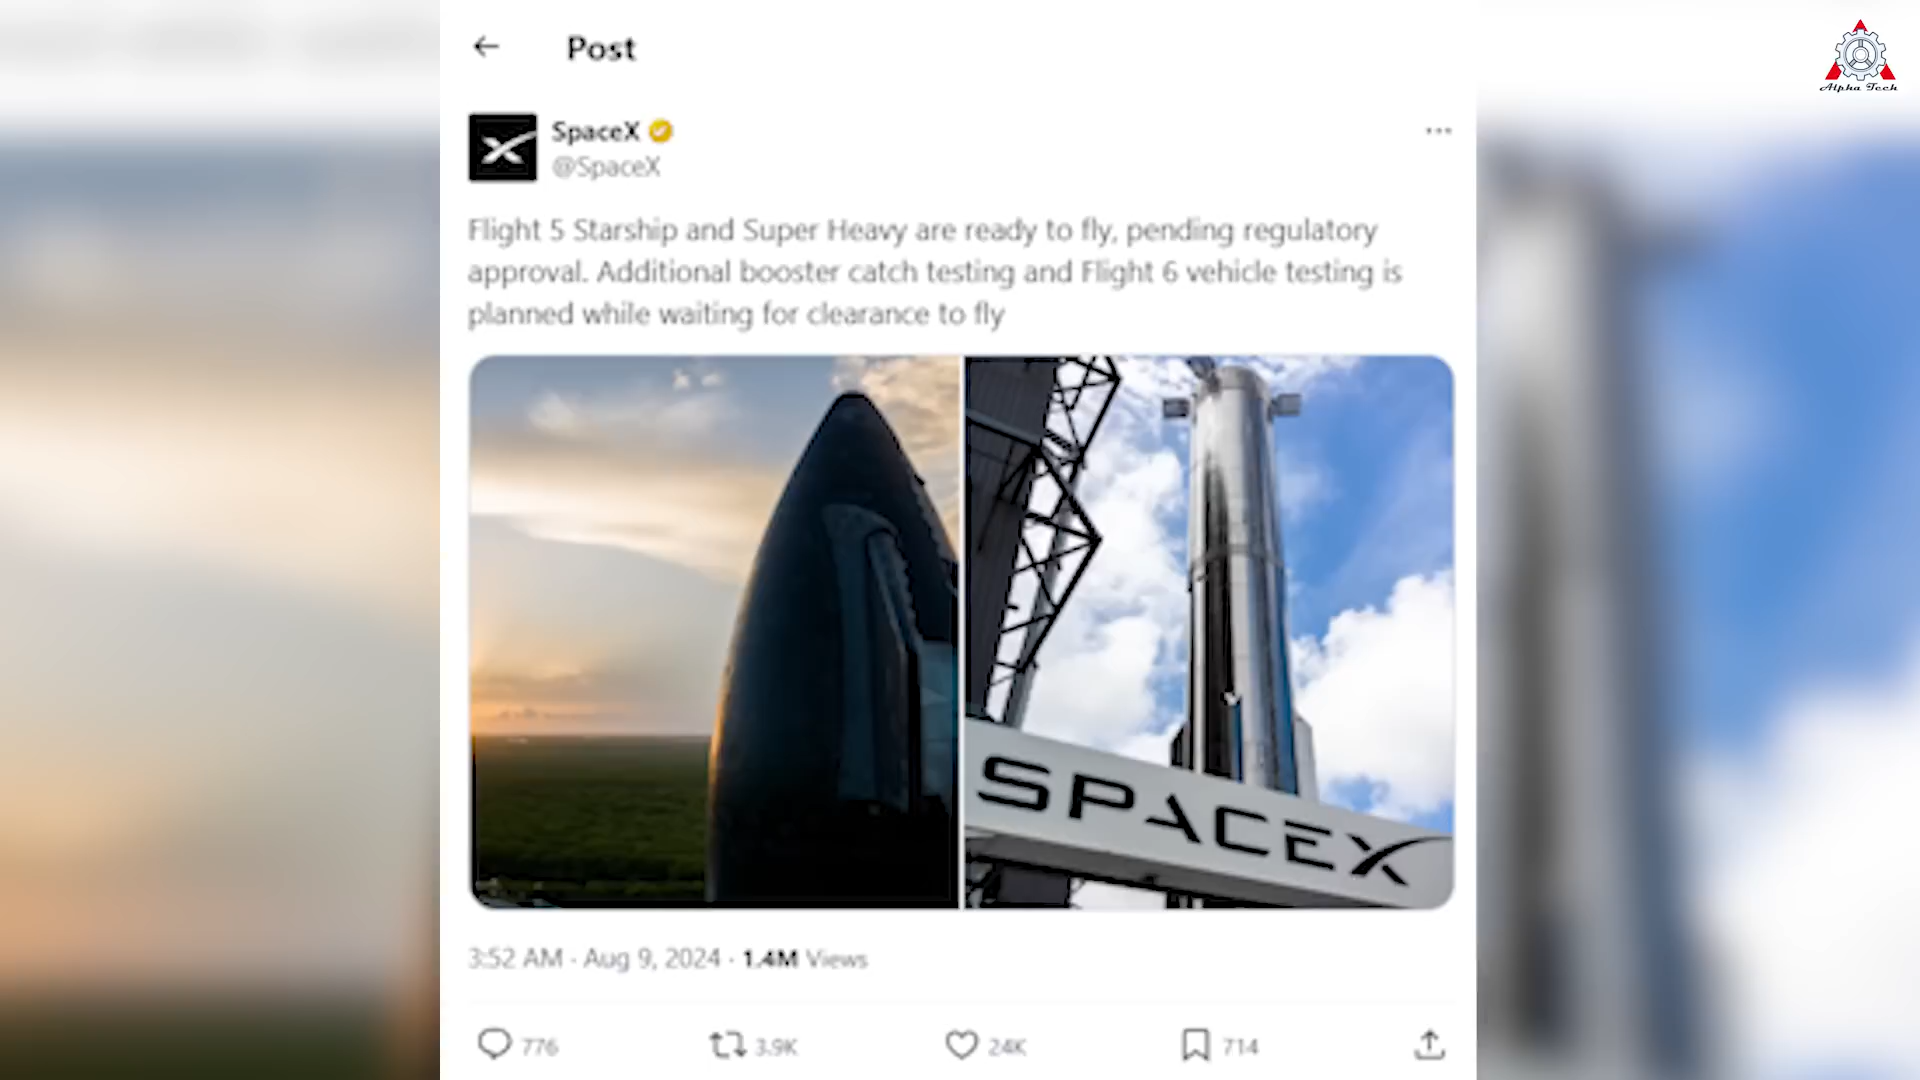 Post
SpaceX
@SpaceX
Flight 5 Starship and Super Heavy are ready to fly, pending regulatory
approval. Additional booster catch testing and Flight 6 vehicle testing is
planned while waiting for clearance to fly
SPACEX
3:52 AM · Aug 9, 2024 · 1.4M Views
776 3.9K 24K 714
Alpha Tech